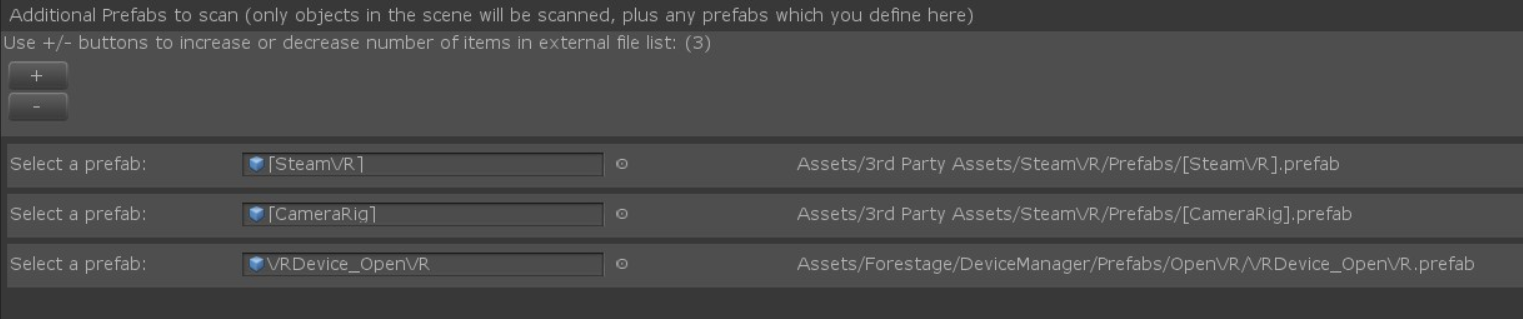 Additional Prefabs to scan (only objects in the scene will be scanned, plus any prefabs which you define here)
Use +/- buttons to increase or decrease number of items in external file list: (3)
+
-
Select a prefab: [SteamVR] Assets/3rd Party Assets/SteamVR/Prefabs/[SteamVR].prefab
Select a prefab: [CameraRig] Assets/3rd Party Assets/SteamVR/Prefabs/[CameraRig].prefab
Select a prefab: VRDevice_OpenVR Assets/Forestage/DeviceManager/Prefabs/OpenVR/VRDevice_OpenVR.prefab